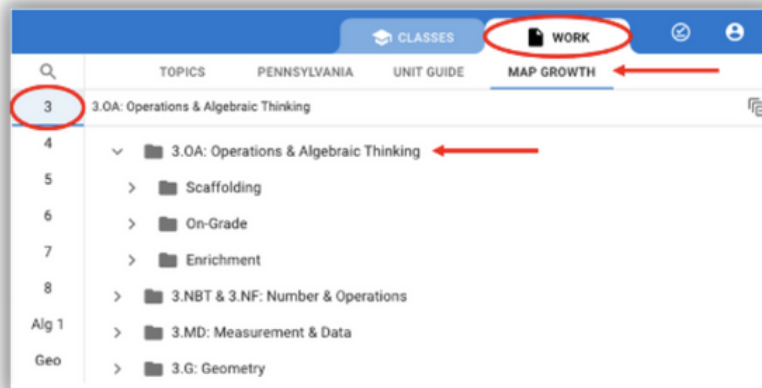 CLASSES WORK
TOPICS PENNSYLVANIA UNIT GUIDE MAP GROWTH
3 3.OA: Operations & Algebraic Thinking
4 3.OA: Operations & Algebraic Thinking
5 Scaffolding
6 On-Grade
7 Enrichment
8 3.NBT & 3.NF: Number & Operations
Alg 1 3.MD: Measurement & Data
Geo 3.G: Geometry